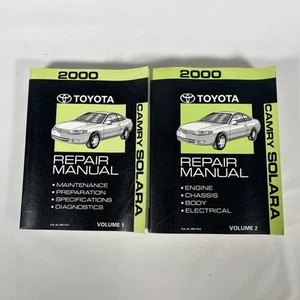 2000
TOYOTA
CAMRY SOLARA
REPAIR
MANUAL
• MAINTENANCE
• PREPARATION
• SPECIFICATIONS
• DIAGNOSTICS
VOLUME 1
2000
TOYOTA
CAMRY SOLARA
REPAIR
MANUAL
• ENGINE
• CHASSIS
• BODY
• ELECTRICAL
VOLUME 2